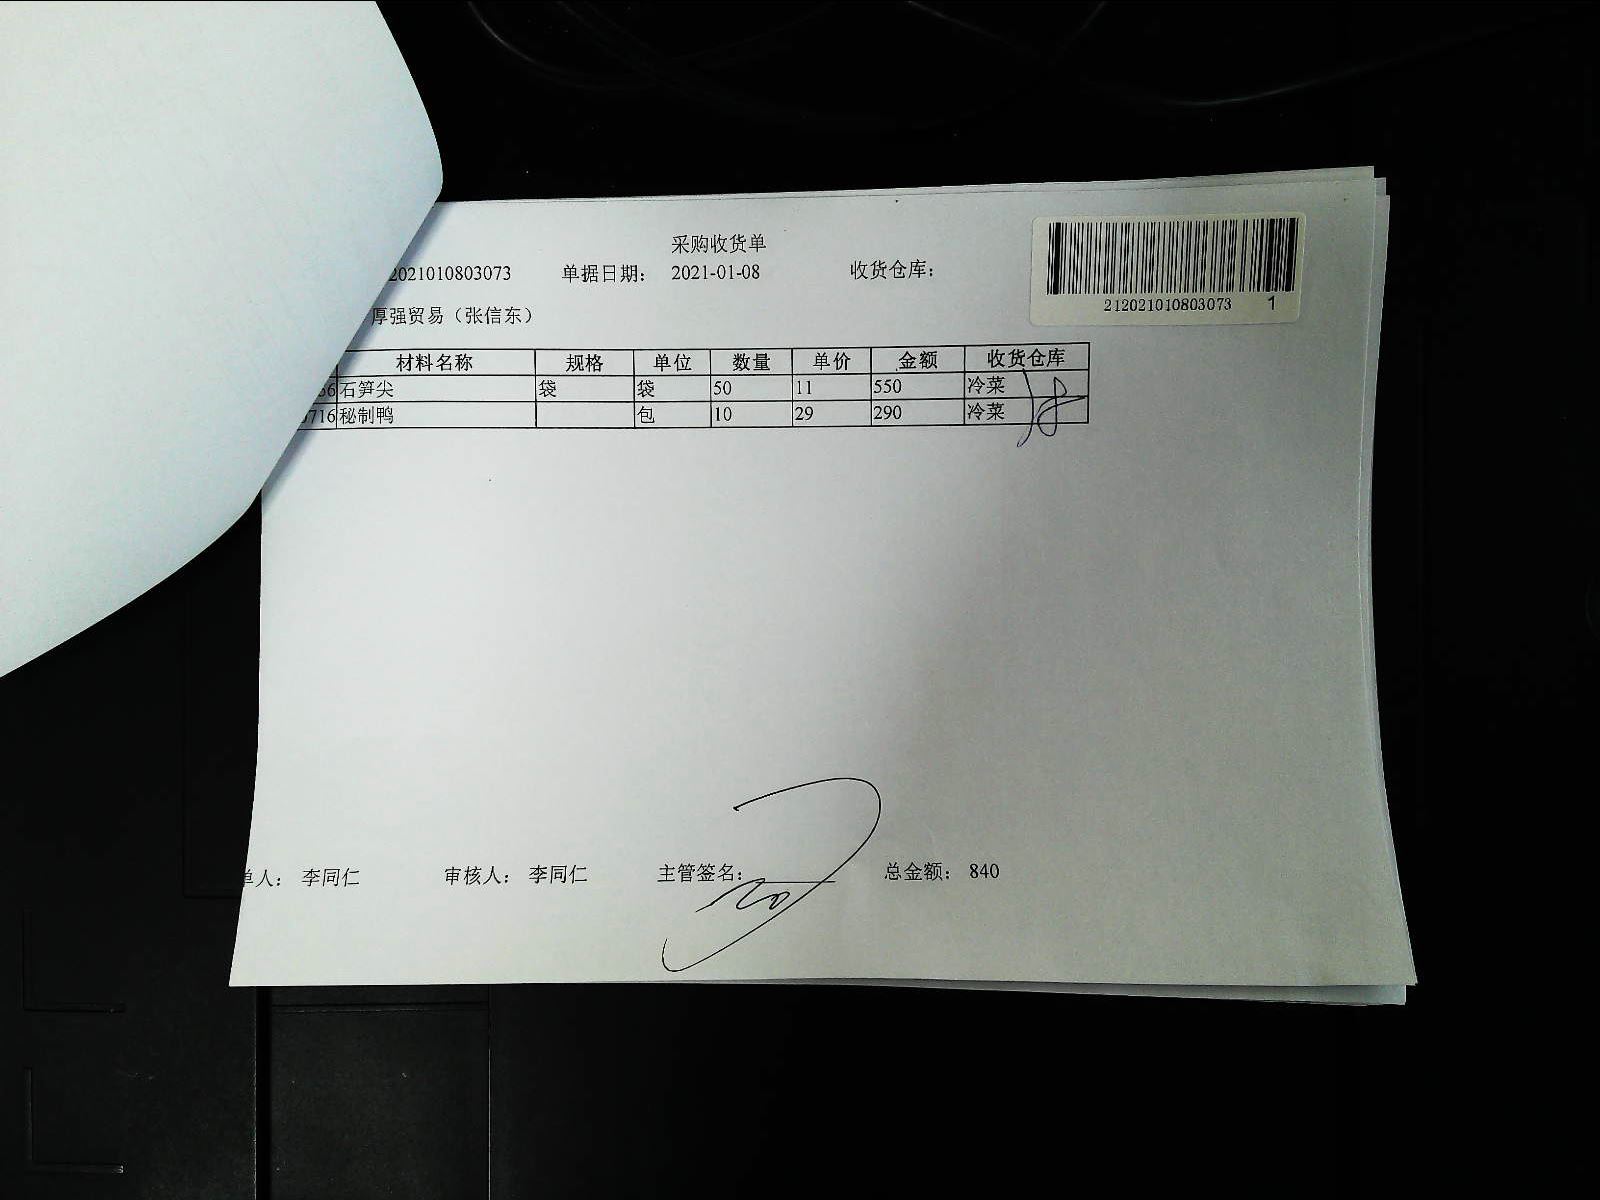 采购收货单
2021010803073 单据日期： 2021-01-08 收货仓库：
212021010803073 1
厚强贸易（张信东）
材料名称 规格 单位 数量 单价 金额 收货仓库
石笋尖 袋 袋 50 11 550 冷菜
716 秘制鸭 包 10 29 290 冷菜
单人： 李同仁 审核人： 李同仁 主管签名： 总金额： 840